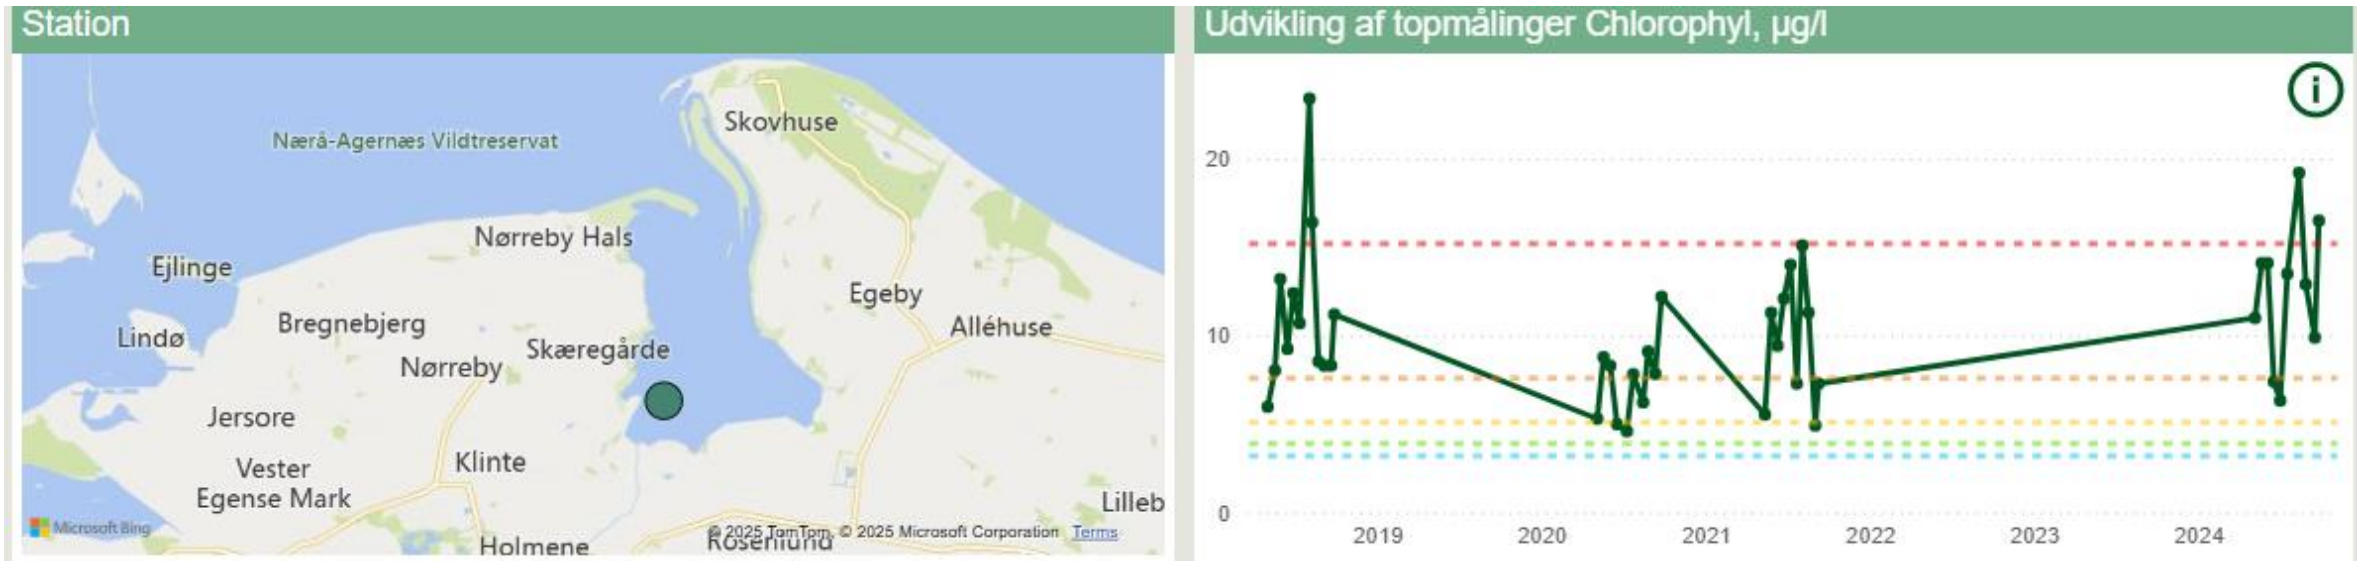 Station
Nærå-Agernæs Vildtreservat
Skovhuse
Nørreby Hals
Ejlinge
Egeby
Bregnebjerg
Lindø
Alléhuse
Skæregårde
Nørreby
Jersore
Klinte
Vester
Egense Mark
Lilleb
Microsoft Bing
© 2025 TomTom, © 2025 Microsoft Corporation Terms
Holmene
Rosenlund
Udvikling af topmålinger Chlorophyl, µg/l
i
20
10
0
2019 2020 2021 2022 2023 2024